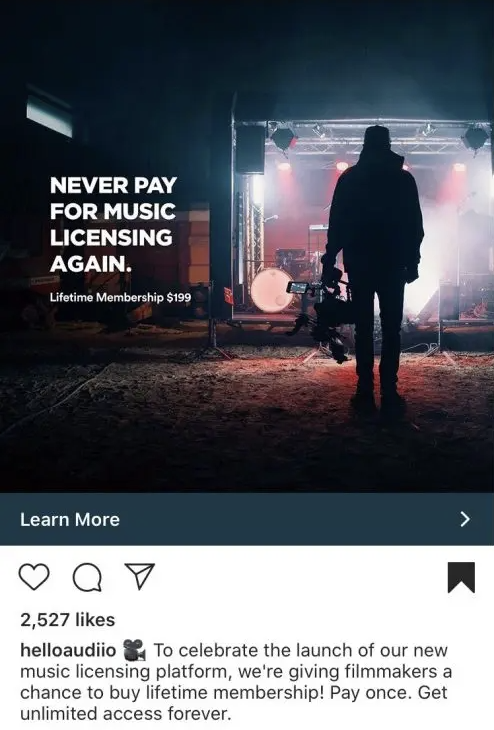 NEVER PAY
FOR MUSIC
LICENSING
AGAIN.
Lifetime Membership $199
Learn More
2,527 likes
helloaudiio 🎥 To celebrate the launch of our new
music licensing platform, we're giving filmmakers a
chance to buy lifetime membership! Pay once. Get
unlimited access forever.